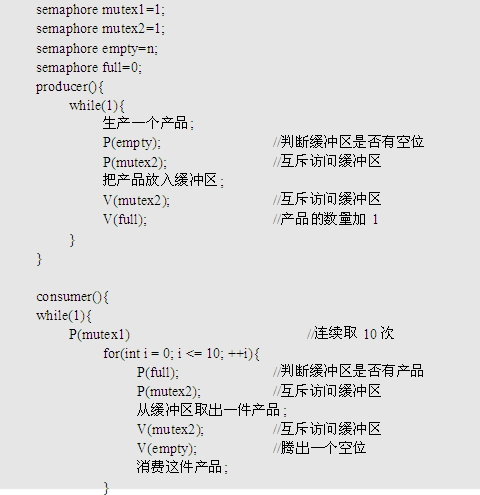 semaphore mutex1=1;
semaphore mutex2=1;
semaphore empty=n;
semaphore full=0;
producer(){
while(1){
生产一个产品;
P(empty); //判断缓冲区是否有空位
P(mutex2); //互斥访问缓冲区
把产品放入缓冲区;
V(mutex2); //互斥访问缓冲区
V(full); //产品的数量加 1
}
}
consumer(){
while(1){
P(mutex1) //连续取 10 次
for(int i = 0; i <= 10; ++i){
P(full); //判断缓冲区是否有产品
P(mutex2); //互斥访问缓冲区
从缓冲区取出一件产品;
V(mutex2); //互斥访问缓冲区
V(empty); //腾出一个空位
消费这件产品;
}